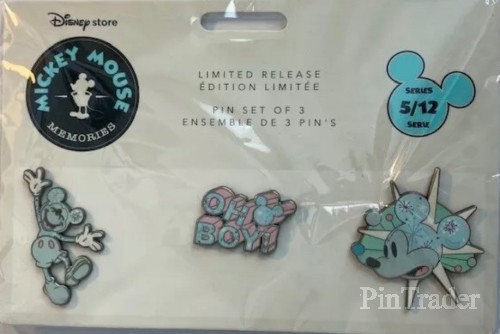 Disney store
MICKEY MOUSE
MEMORIES
LIMITED RELEASE
ÉDITION LIMITÉE
PIN SET OF 3
ENSEMBLE DE 3 PIN'S
SERIES
5/12
SERIE
OH
BOY!
PinTrader